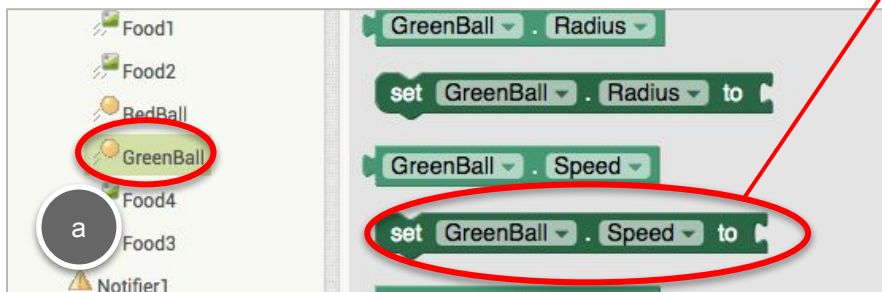 Food1
Food2
RedBall
GreenBall
Food4
a
Food3
Notifier1
GreenBall . Radius
set GreenBall . Radius to
GreenBall . Speed
set GreenBall . Speed to